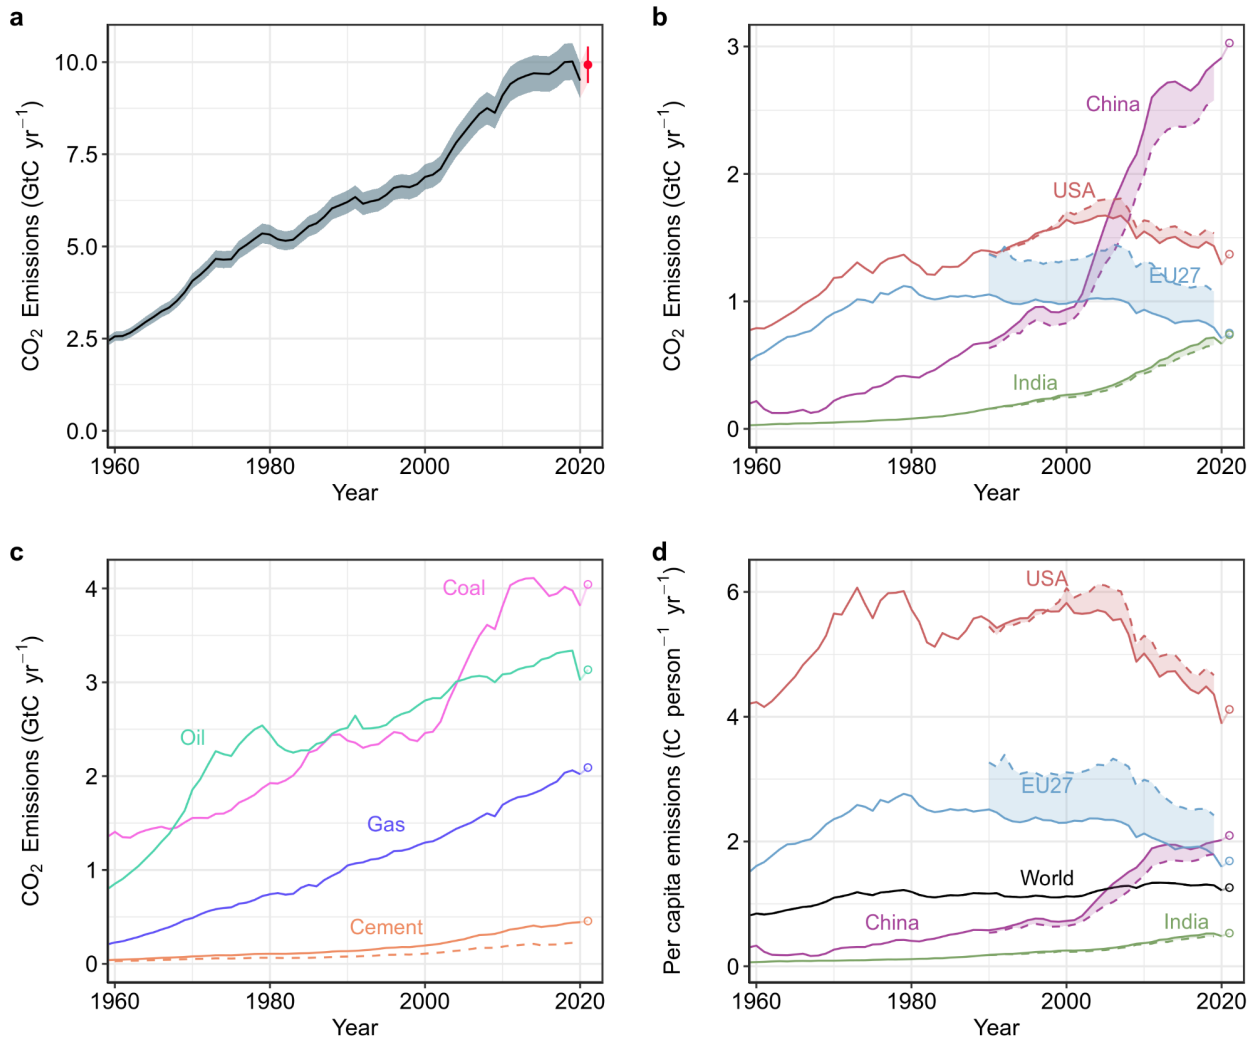 a
10.0
7.5
5.0
2.5
0.0
CO₂ Emissions (GtC yr⁻¹)
1960 1980 2000 2020
Year
b
3
2
1
0
CO₂ Emissions (GtC yr⁻¹)
China
USA
EU27
India
1960 1980 2000 2020
Year
c
4
3
2
1
0
CO₂ Emissions (GtC yr⁻¹)
Coal
Oil
Gas
Cement
1960 1980 2000 2020
Year
d
6
4
2
0
Per capita emissions (tC person⁻¹ yr⁻¹)
USA
EU27
World
China
India
1960 1980 2000 2020
Year